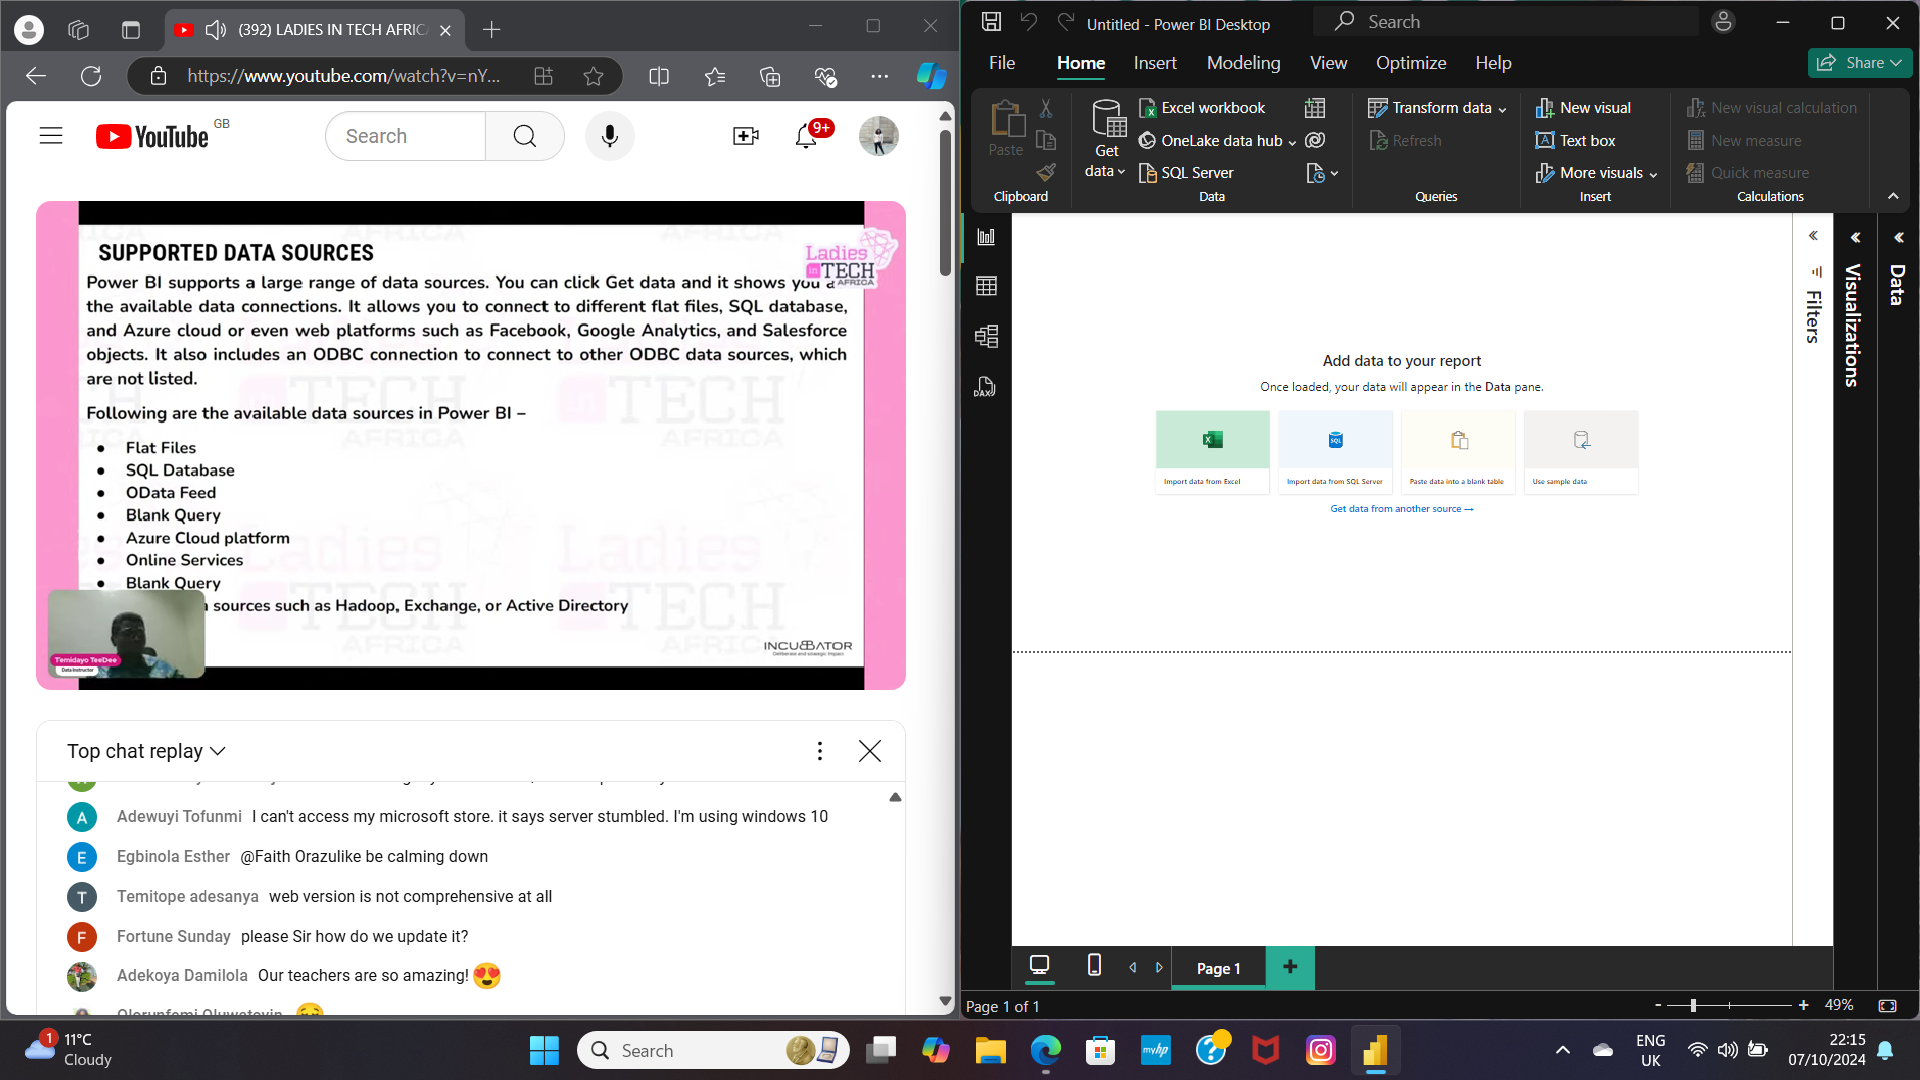 (392) LADIES IN TECH AFRIC
https://www.youtube.com/watch?v=nY...
YouTube
GB
Search
9+
SUPPORTED DATA SOURCES
Ladies
in TECH
AFRICA
Power BI supports a large range of data sources. You can click Get data and it shows you a
the available data connections. It allows you to connect to different flat files, SQL database,
and Azure cloud or even web platforms such as Facebook, Google Analytics, and Salesforce
objects. It also includes an ODBC connection to connect to other ODBC data sources, which
are not listed.
Following are the available data sources in Power BI –
• Flat Files
• SQL Database
• OData Feed
• Blank Query
• Azure Cloud platform
• Online Services
• Blank Query
sources such as Hadoop, Exchange, or Active Directory
Temidayo TeeDee
Data Instructor
INCUBATOR
Deliberate and strategic impact
Top chat replay
Adewuyi Tofunmi I can't access my microsoft store. it says server stumbled. I'm using windows 10
Egbinola Esther @Faith Orazulike be calming down
Temitope adesanya web version is not comprehensive at all
Fortune Sunday please Sir how do we update it?
Adekoya Damilola Our teachers are so amazing!😍
Untitled - Power BI Desktop
Search
File
Home
Insert
Modeling
View
Optimize
Help
Share
Paste
Clipboard
Get
data
Excel workbook
OneLake data hub
SQL Server
Data
Transform data
Refresh
Queries
New visual
Text box
More visuals
Insert
New visual calculation
New measure
Quick measure
Calculations
DAX
Add data to your report
Once loaded, your data will appear in the Data pane.
SQL
Import data from Excel
Import data from SQL Server
Paste data into a blank table
Use sample data
Get data from another source →
Filters
Visualizations
Data
Page 1
+
Page 1 of 1
- + 49%
1
11°C
Cloudy
Search
myhp
ENG
UK
22:15
07/10/2024